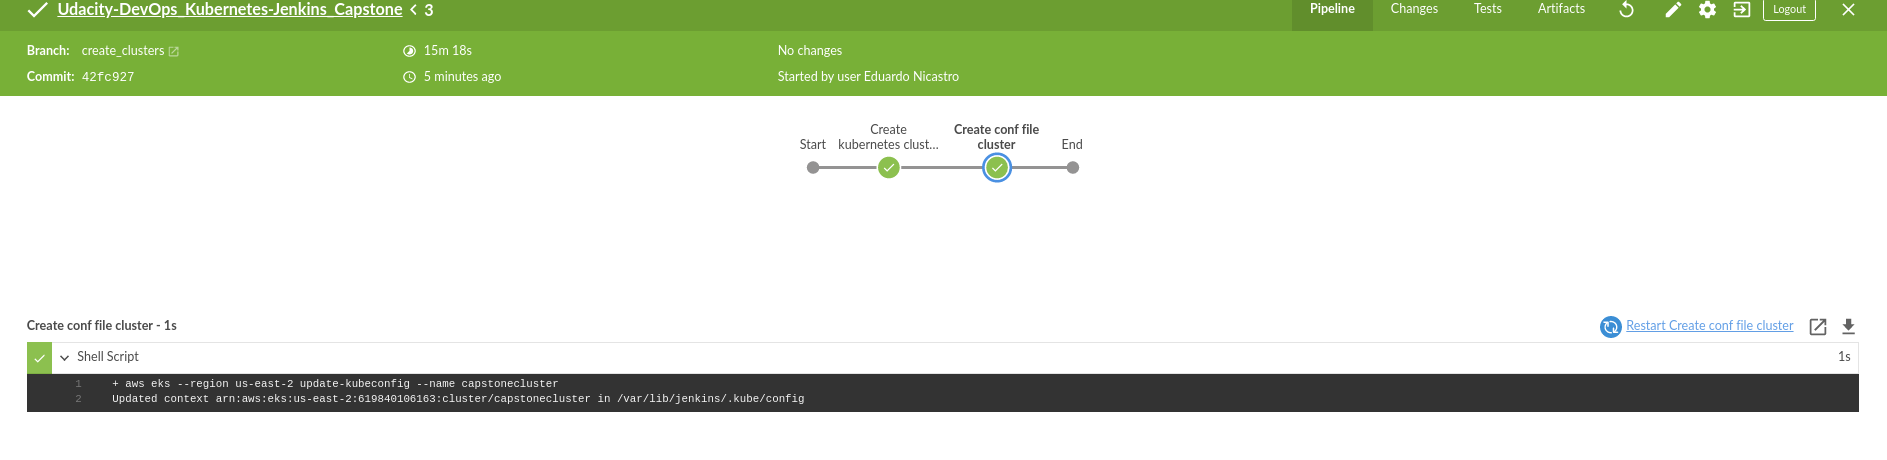 Udacity-DevOps_Kubernetes-Jenkins_Capstone < 3
Pipeline Changes Tests Artifacts Logout
Branch: create_clusters 15m 18s No changes
Commit: 42fc927 5 minutes ago Started by user Eduardo Nicastro
Start
Create
kubernetes clust...
Create conf file
cluster
End
Create conf file cluster - 1s
Restart Create conf file cluster
Shell Script 1s
1 + aws eks --region us-east-2 update-kubeconfig --name capstonecluster
2 Updated context arn:aws:eks:us-east-2:619840106163:cluster/capstonecluster in /var/lib/jenkins/.kube/config